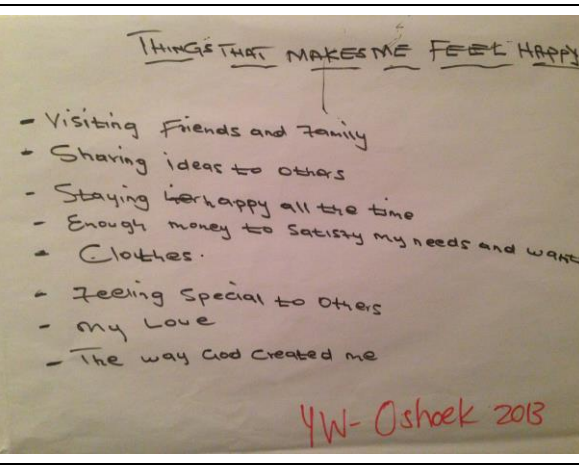 THINGS THAT MAKES ME FEEL HAPPY
- Visiting Friends and Family
- Sharing ideas to others
- Staying happy all the time
- Enough money to Satisfy my needs and want
- Clothes.
- Feeling Special to Others
- My Love
- The way God Created me
YW- Oshoek 2013